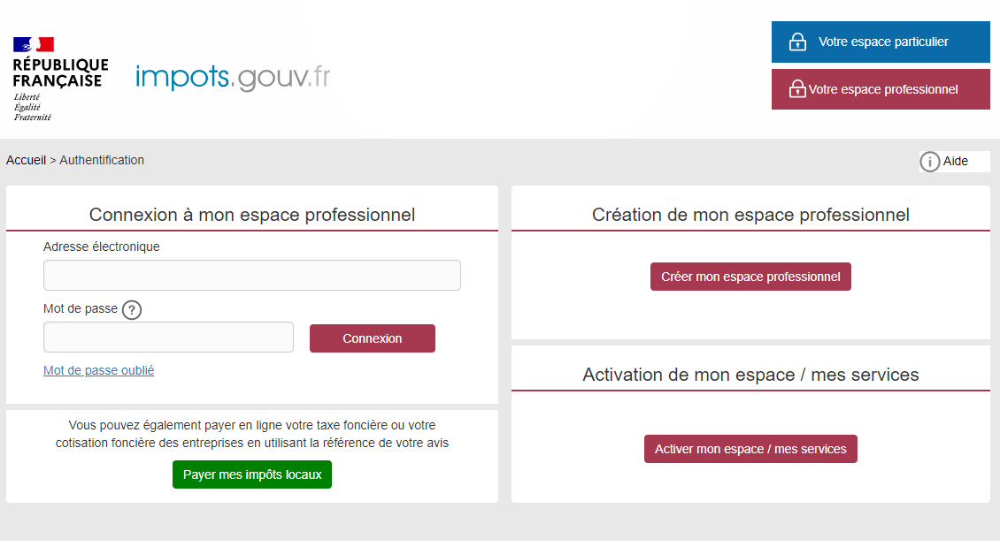 RÉPUBLIQUE
FRANÇAISE
Liberté
Égalité
Fraternité
impots.gouv.fr
Votre espace particulier
Votre espace professionnel
Accueil > Authentification
Aide
Connexion à mon espace professionnel
Adresse électronique
Mot de passe ?
Connexion
Mot de passe oublié
Vous pouvez également payer en ligne votre taxe foncière ou votre
cotisation foncière des entreprises en utilisant la référence de votre avis
Payer mes impôts locaux
Création de mon espace professionnel
Créer mon espace professionnel
Activation de mon espace / mes services
Activer mon espace / mes services